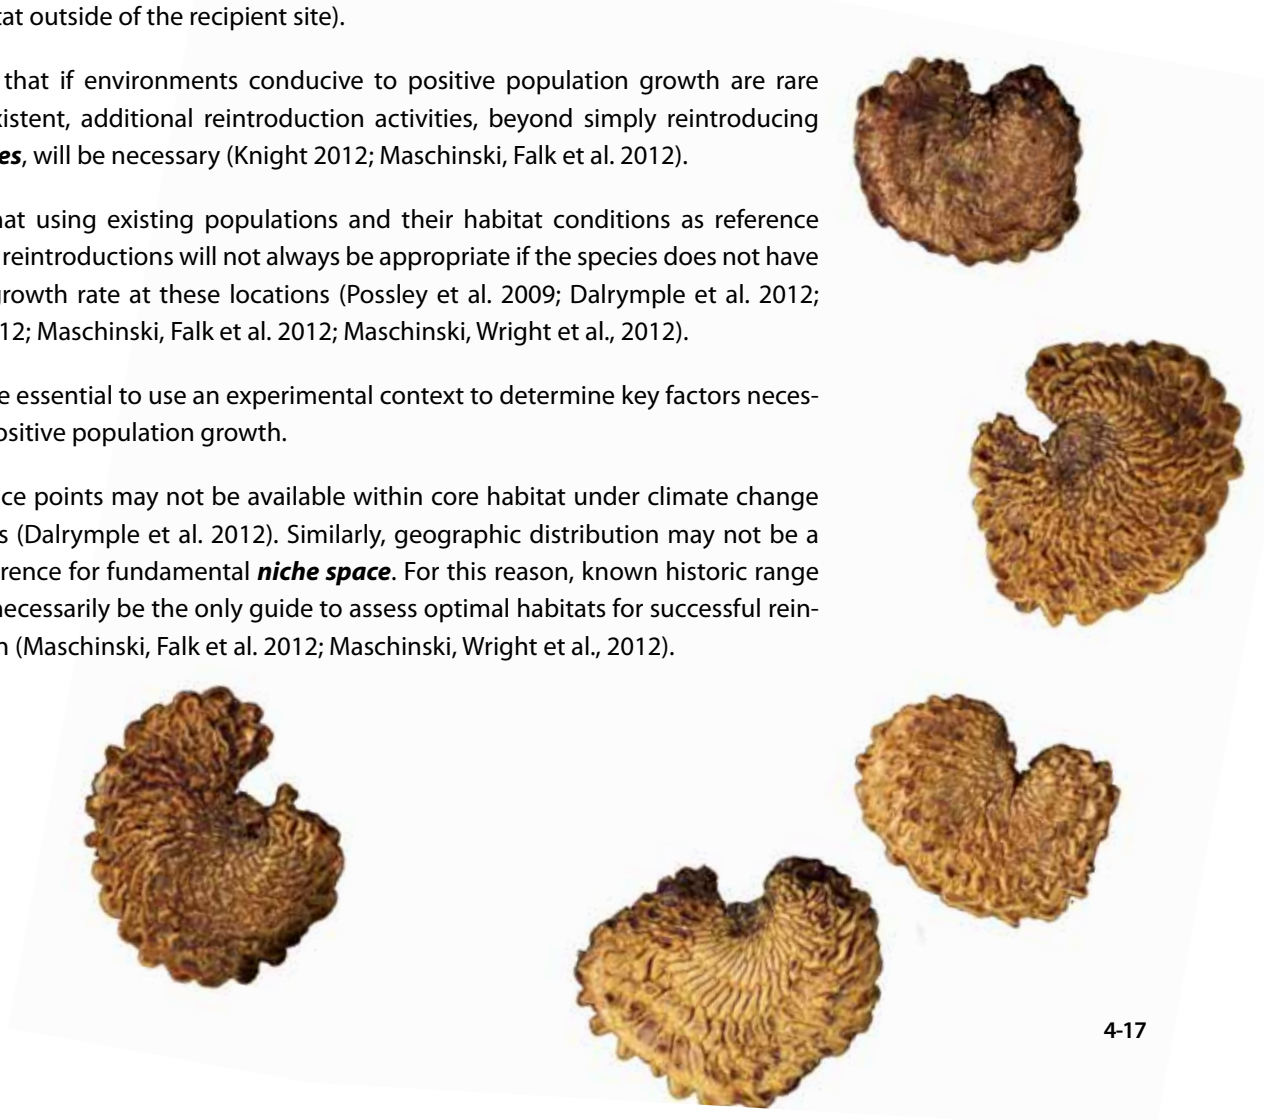 tat outside of the recipient site).
that if environments conducive to positive population growth are rare
xistent, additional reintroduction activities, beyond simply reintroducing
es, will be necessary (Knight 2012; Maschinski, Falk et al. 2012).
hat using existing populations and their habitat conditions as reference
reintroductions will not always be appropriate if the species does not have
growth rate at these locations (Possley et al. 2009; Dalrymple et al. 2012;
12; Maschinski, Falk et al. 2012; Maschinski, Wright et al., 2012).
e essential to use an experimental context to determine key factors neces-
ositive population growth.
ce points may not be available within core habitat under climate change
s (Dalrymple et al. 2012). Similarly, geographic distribution may not be a
erence for fundamental niche space. For this reason, known historic range
necessarily be the only guide to assess optimal habitats for successful rein-
n (Maschinski, Falk et al. 2012; Maschinski, Wright et al., 2012).
4-17